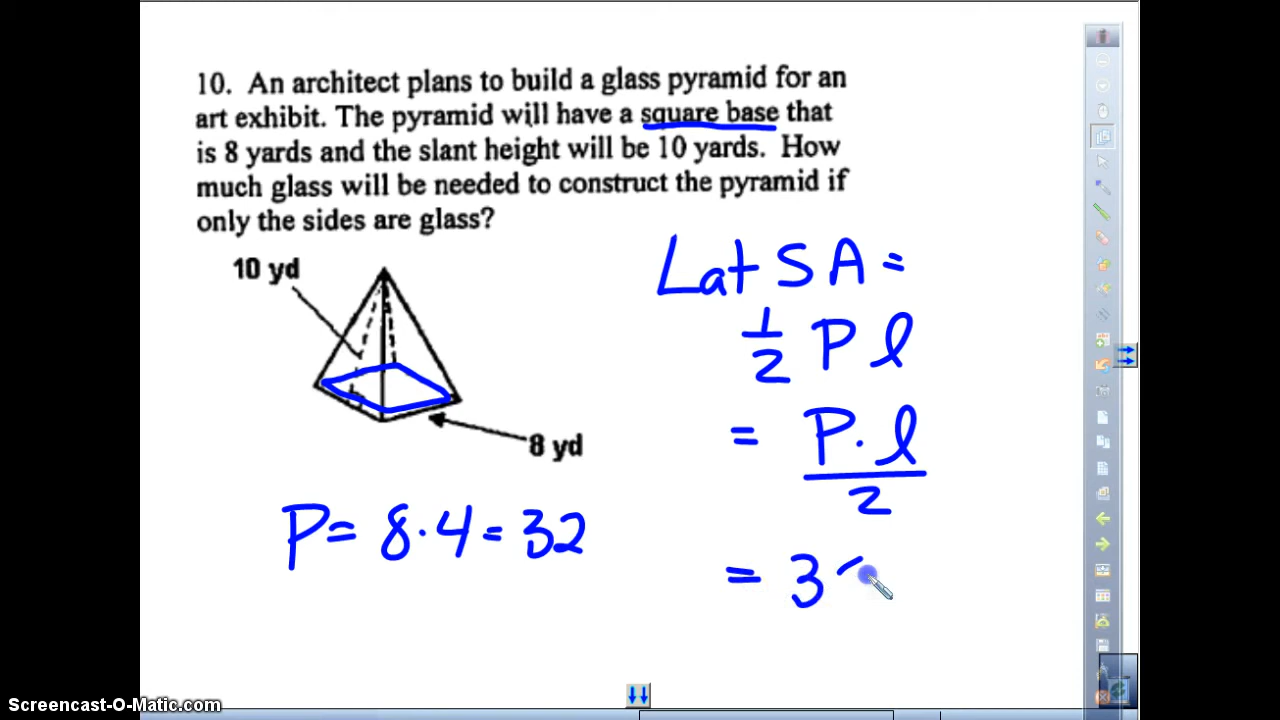 10. An architect plans to build a glass pyramid for an
art exhibit. The pyramid will have a square base that
is 8 yards and the slant height will be 10 yards. How
much glass will be needed to construct the pyramid if
only the sides are glass?
10 yd
8 yd
P = 8 · 4 = 32
Lat SA =
1/2 P l
= P · l / 2
= 3
Screencast-O-Matic.com